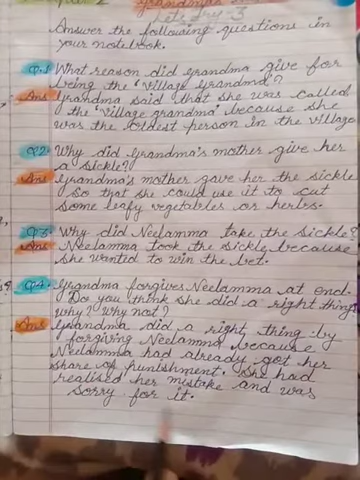 Let's try-3
Answer the following questions in
your notebook.
Q.1 What reason did Grandma give for
being the 'Village Grandma'?
Ans Grandma said that she was called
the 'Village grandma' because she
was the oldest person in the village
Q2. Why did Grandma's mother give her
a sickle?
Ans Grandma's mother gave her the sickle
so that she could use it to cut
some leafy vegetables or herbs.
Q3. Why did Neelamma take the sickle?
Ans Neelamma took the sickle because
she wanted to win the bet.
Q4. Grandma forgives Neelamma at end.
Do you think she did a right thing
why? why not?
Ans Grandma did a right thing by
forgiving Neelamma because
Neelamma had already got her
share of punishment. She had
realised her mistake and was
sorry for it.